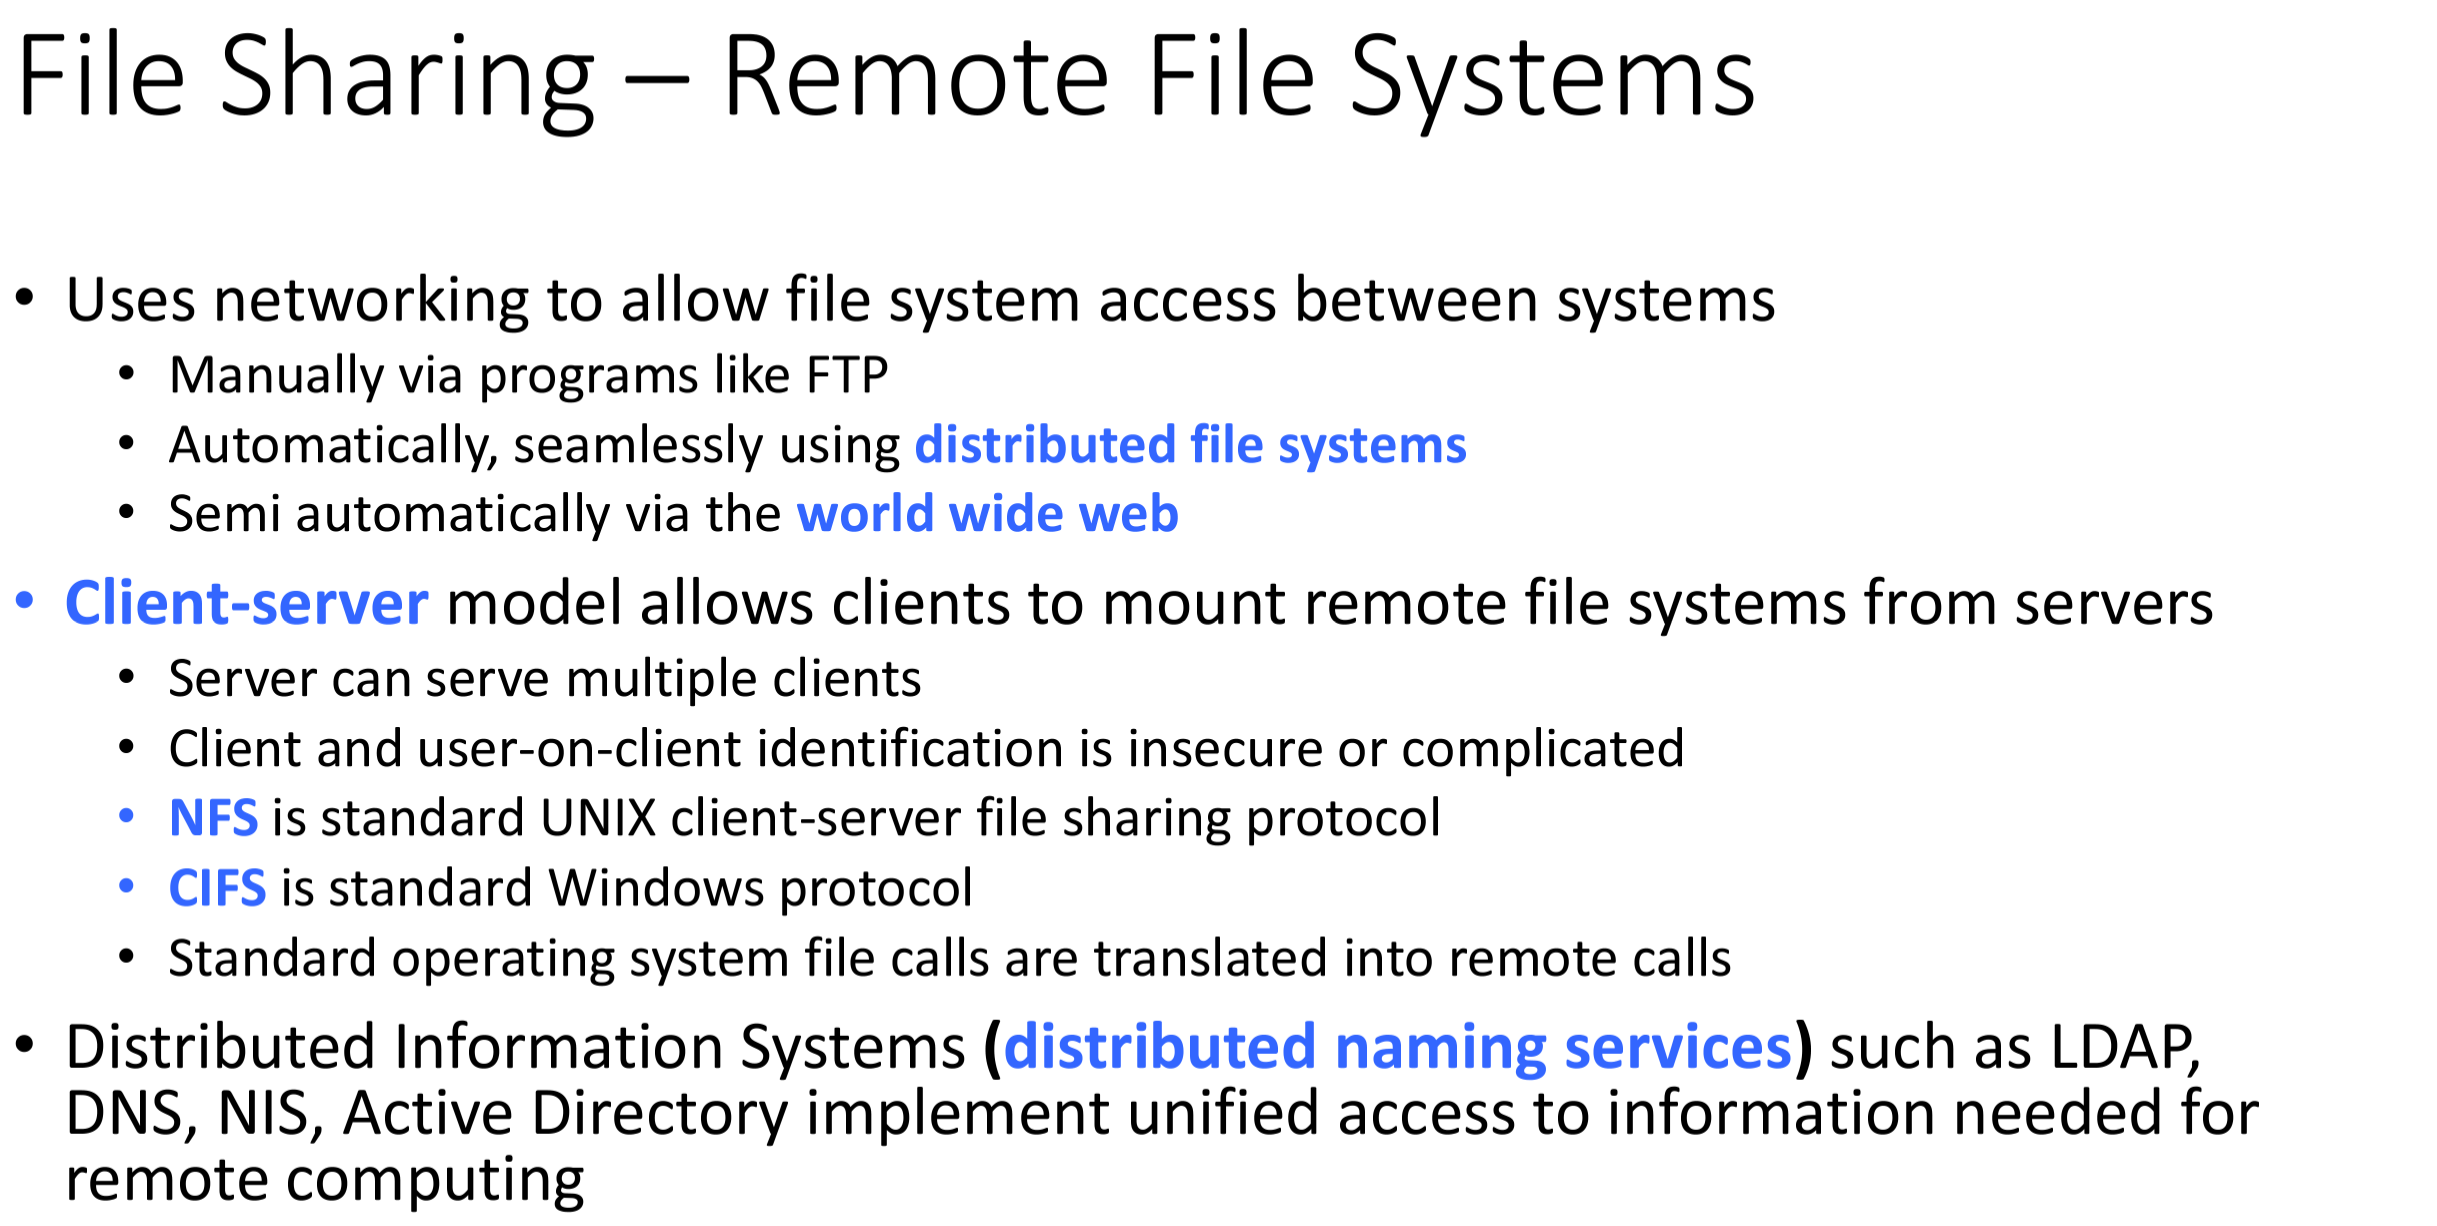 File Sharing – Remote File Systems
• Uses networking to allow file system access between systems
• Manually via programs like FTP
• Automatically, seamlessly using distributed file systems
• Semi automatically via the world wide web
• Client-server model allows clients to mount remote file systems from servers
• Server can serve multiple clients
• Client and user-on-client identification is insecure or complicated
• NFS is standard UNIX client-server file sharing protocol
• CIFS is standard Windows protocol
• Standard operating system file calls are translated into remote calls
• Distributed Information Systems (distributed naming services) such as LDAP,
DNS, NIS, Active Directory implement unified access to information needed for
remote computing